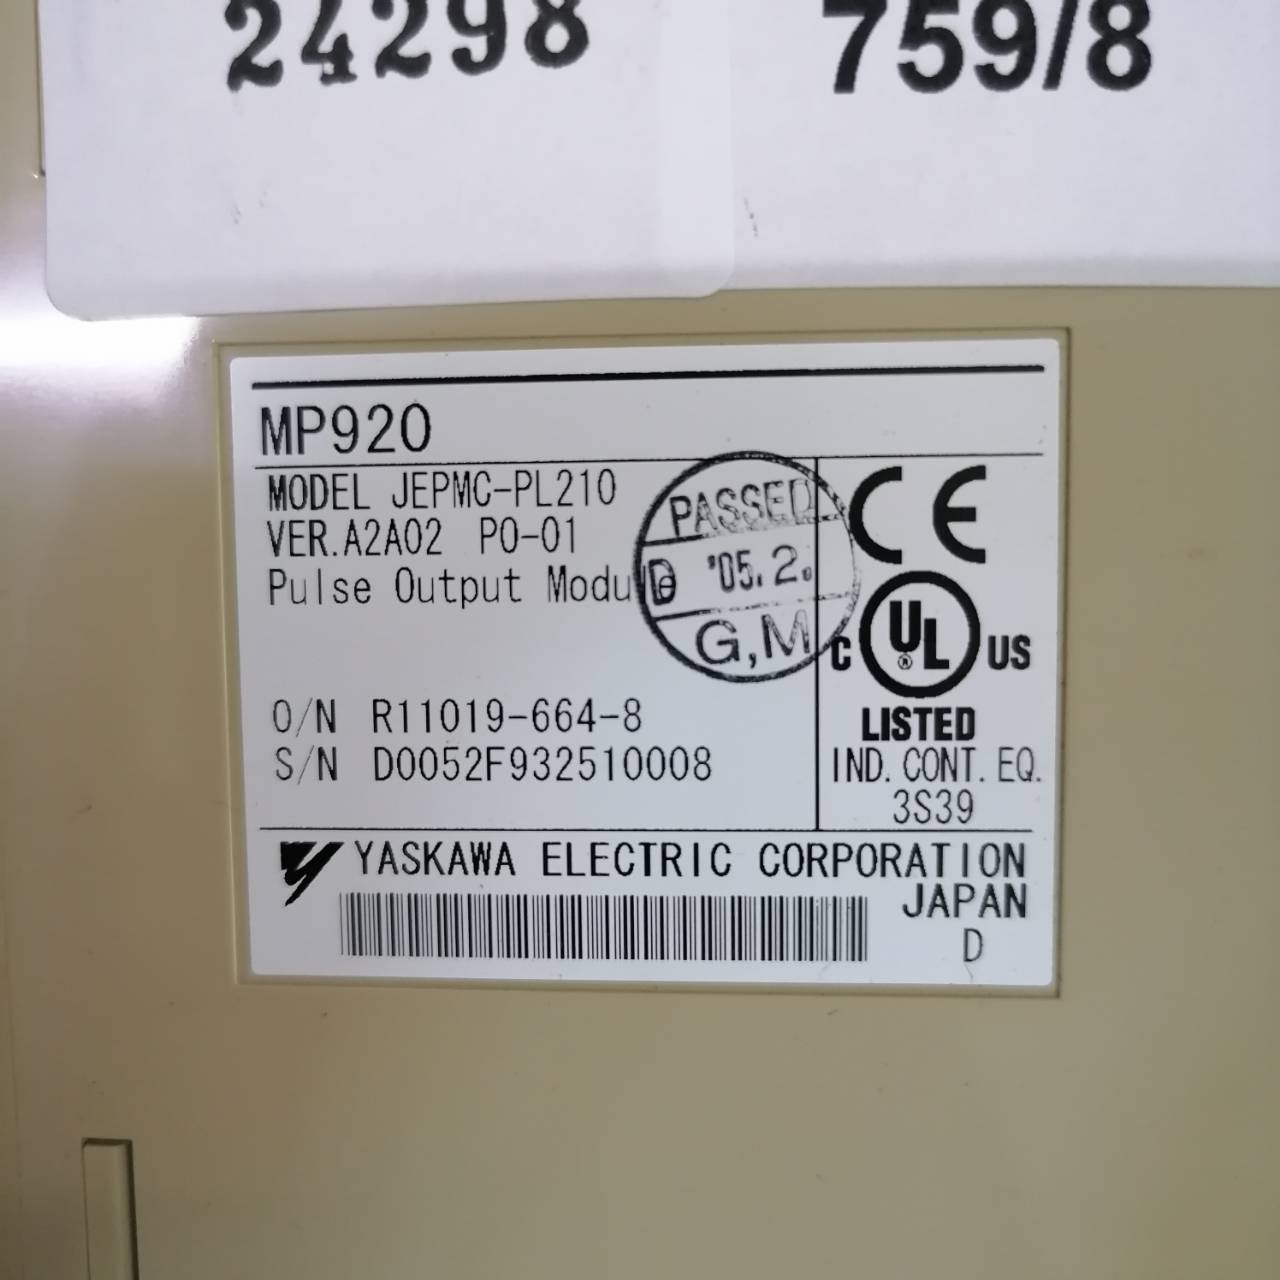 24298
759/8
MP920
MODEL JEPMC-PL210
VER.A2A02 PO-01
Pulse Output Module
PASSED
D '05.2.
G,M
CE
C UL® US
LISTED
IND. CONT. EQ.
3S39
O/N R11019-664-8
S/N D0052F932510008
YASKAWA ELECTRIC CORPORATION
JAPAN
D